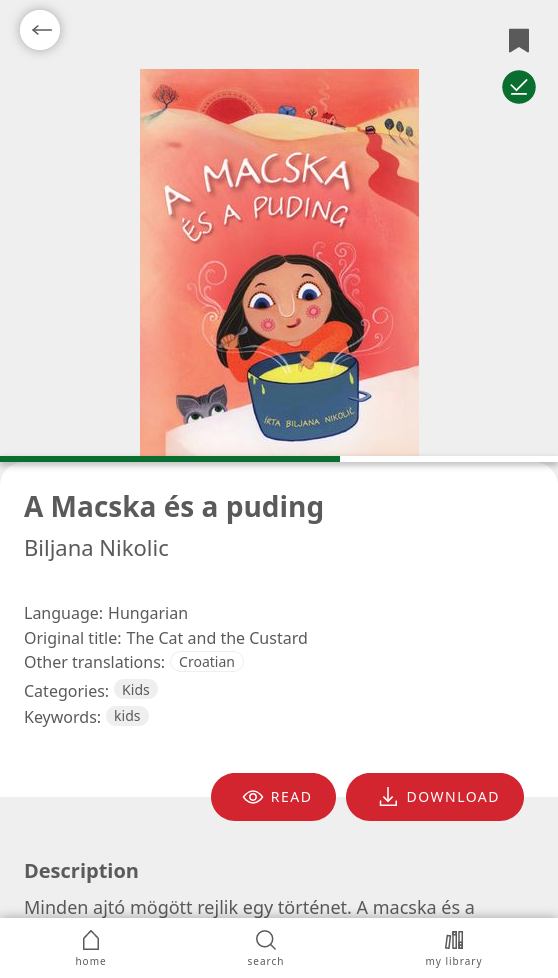 A MACSKA
ÉS A PUDING
ÍRTA BILJANA NIKOLIĆ
A Macska és a puding
Biljana Nikolic
Language: Hungarian
Original title: The Cat and the Custard
Other translations: Croatian
Categories: Kids
Keywords: kids
READ DOWNLOAD
Description
Minden ajtó mögött rejlik egy történet. A macska és a
home search my library